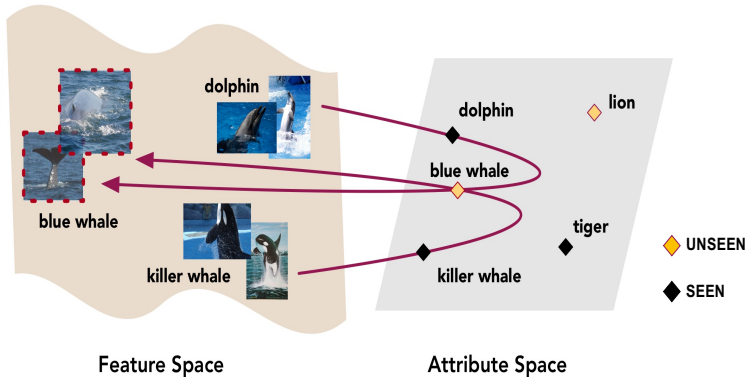 dolphin
blue whale
killer whale
dolphin
lion
blue whale
tiger
killer whale
UNSEEN
SEEN
Feature Space
Attribute Space